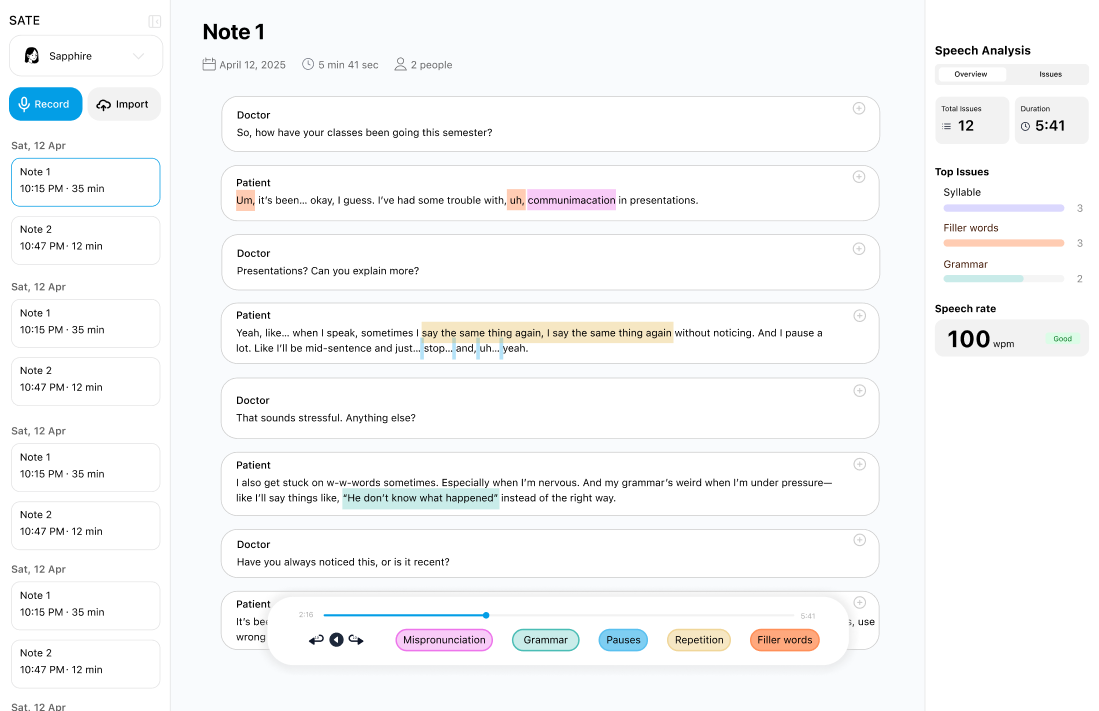 SATE
Sapphire
Record
Import
Sat, 12 Apr
Note 1
10:15 PM · 35 min
Note 2
10:47 PM · 12 min
Sat, 12 Apr
Note 1
10:15 PM · 35 min
Note 2
10:47 PM · 12 min
Sat, 12 Apr
Note 1
10:15 PM · 35 min
Note 2
10:47 PM · 12 min
Sat, 12 Apr
Note 1
10:15 PM · 35 min
Note 2
10:47 PM · 12 min
Sat, 12 Apr
Note 1
April 12, 2025
5 min 41 sec
2 people
Doctor
So, how have your classes been going this semester?
Patient
Um, it's been... okay, I guess. I've had some trouble with, uh, communimacation in presentations.
Doctor
Presentations? Can you explain more?
Patient
Yeah, like... when I speak, sometimes I say the same thing again, I say the same thing again without noticing. And I pause a
lot. Like I'll be mid-sentence and just... stop... and, uh... yeah.
Doctor
That sounds stressful. Anything else?
Patient
I also get stuck on w-w-words sometimes. Especially when I'm nervous. And my grammar's weird when I'm under pressure—
like I'll say things like, “He don't know what happened” instead of the right way.
Doctor
Have you always noticed this, or is it recent?
Patient
It's
use
wrong
2:16
5:41
Mispronunciation
Grammar
Pauses
Repetition
Filler words
Speech Analysis
Overview
Issues
Total Issues
12
Duration
5:41
Top Issues
Syllable
3
Filler words
3
Grammar
2
Speech rate
100 wpm
Good